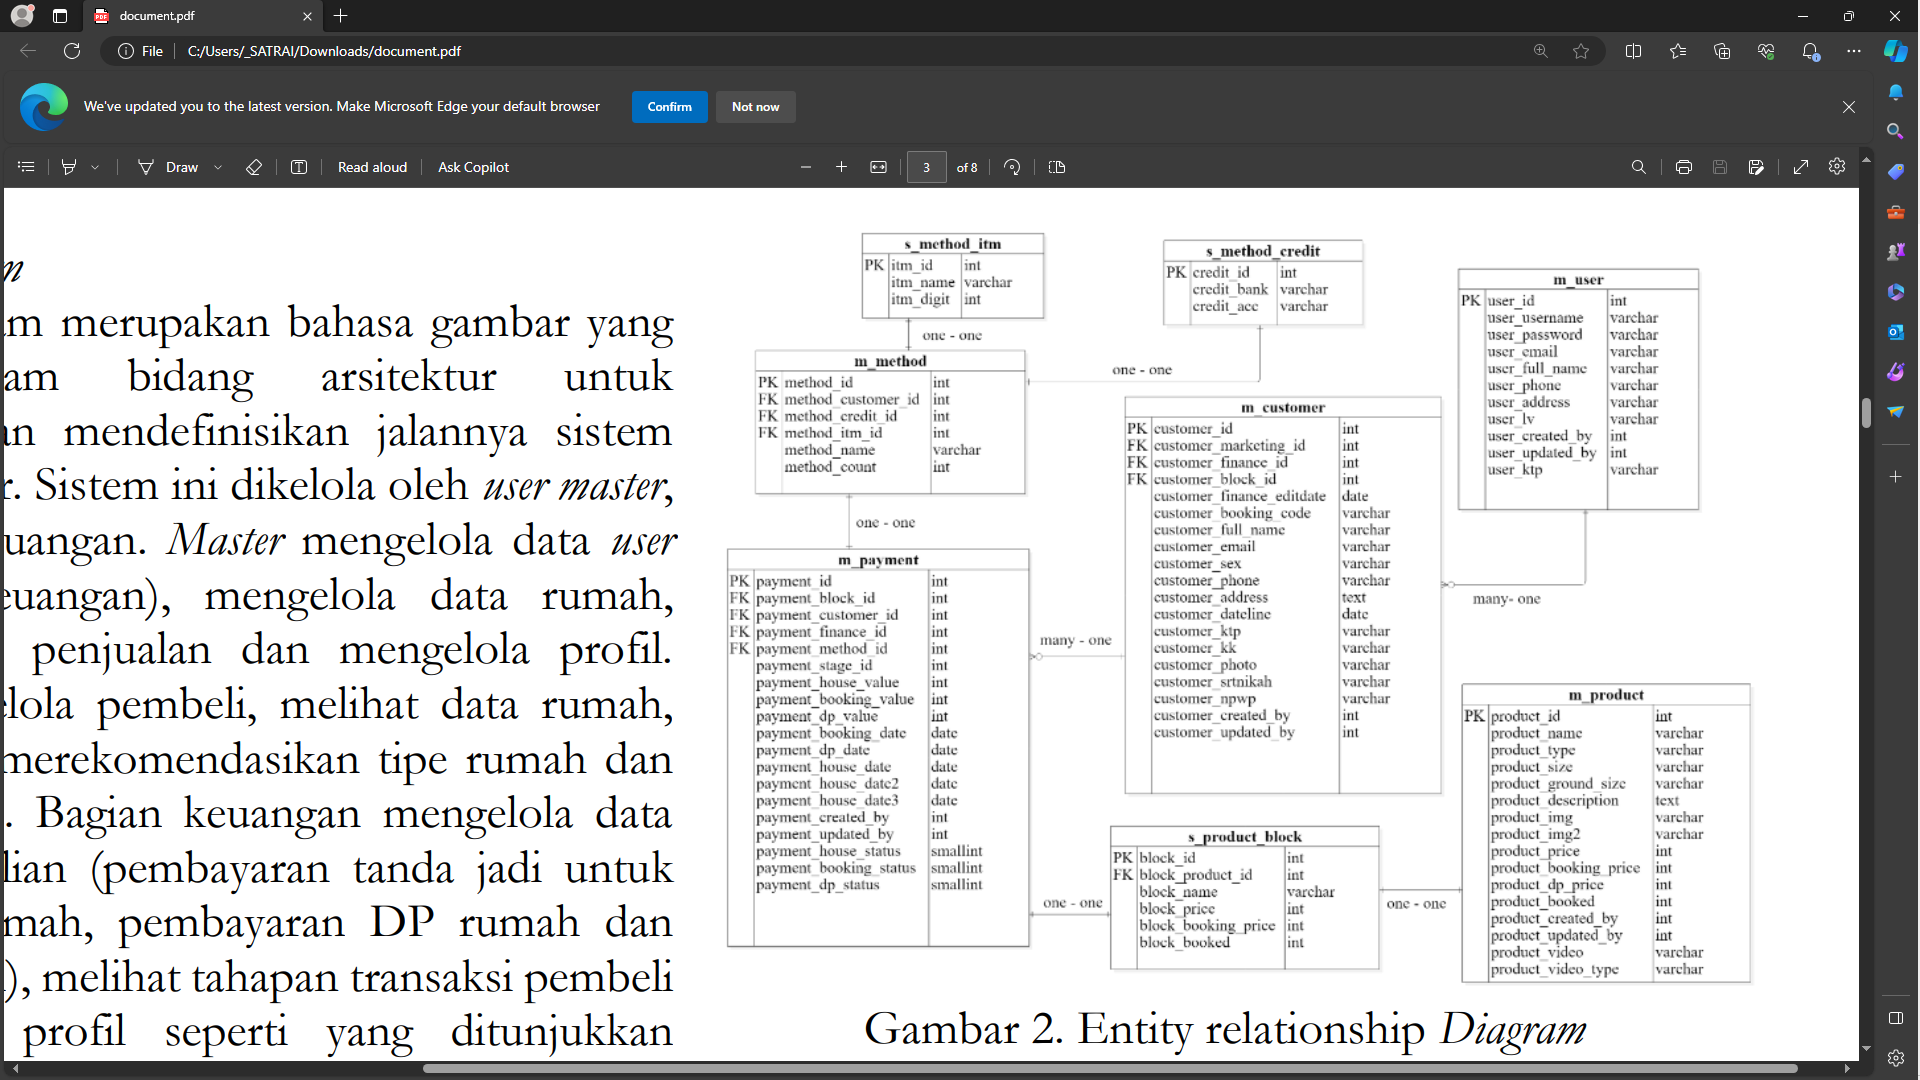 document.pdf
File
C:/Users/_SATRAI/Downloads/document.pdf
We've updated you to the latest version. Make Microsoft Edge your default browser
Confirm
Not now
Draw
Read aloud
Ask Copilot
3
of 8
m
am merupakan bahasa gambar yang
am bidang arsitektur untuk
an mendefinisikan jalannya sistem
r. Sistem ini dikelola oleh user master,
uangan. Master mengelola data user
euangan), mengelola data rumah,
penjualan dan mengelola profil.
elola pembeli, melihat data rumah,
merekomendasikan tipe rumah dan
. Bagian keuangan mengelola data
lian (pembayaran tanda jadi untuk
mah, pembayaran DP rumah dan
), melihat tahapan transaksi pembeli
profil seperti yang ditunjukkan
s_method_itm
PK itm_id int
itm_name varchar
itm_digit int
one - one
s_method_credit
PK credit_id int
credit_bank varchar
credit_acc varchar
one - one
m_user
PK user_id int
user_username varchar
user_password varchar
user_email varchar
user_full_name varchar
user_phone varchar
user_address varchar
user_lv varchar
user_created_by int
user_updated_by int
user_ktp varchar
many- one
m_method
PK method_id int
FK method_customer_id int
FK method_credit_id int
FK method_itm_id int
method_name varchar
method_count int
one - one
m_customer
PK customer_id int
FK customer_marketing_id int
FK customer_finance_id int
FK customer_block_id int
customer_finance_editdate date
customer_booking_code varchar
customer_full_name varchar
customer_email varchar
customer_sex varchar
customer_phone varchar
customer_address text
customer_dateline date
customer_ktp varchar
customer_kk varchar
customer_photo varchar
customer_srtnikah varchar
customer_npwp varchar
customer_created_by int
customer_updated_by int
m_payment
PK payment_id int
FK payment_block_id int
FK payment_customer_id int
FK payment_finance_id int
FK payment_method_id int
payment_stage_id int
payment_house_value int
payment_booking_value int
payment_dp_value int
payment_booking_date date
payment_dp_date date
payment_house_date date
payment_house_date2 date
payment_house_date3 date
payment_created_by int
payment_updated_by int
payment_house_status smallint
payment_booking_status smallint
payment_dp_status smallint
many - one
one - one
s_product_block
PK block_id int
FK block_product_id int
block_name varchar
block_price int
block_booking_price int
block_booked int
one - one
m_product
PK product_id int
product_name varchar
product_type varchar
product_size varchar
product_ground_size varchar
product_description text
product_img varchar
product_img2 varchar
product_price int
product_booking_price int
product_dp_price int
product_booked int
product_created_by int
product_updated_by int
product_video varchar
product_video_type varchar
Gambar 2. Entity relationship Diagram